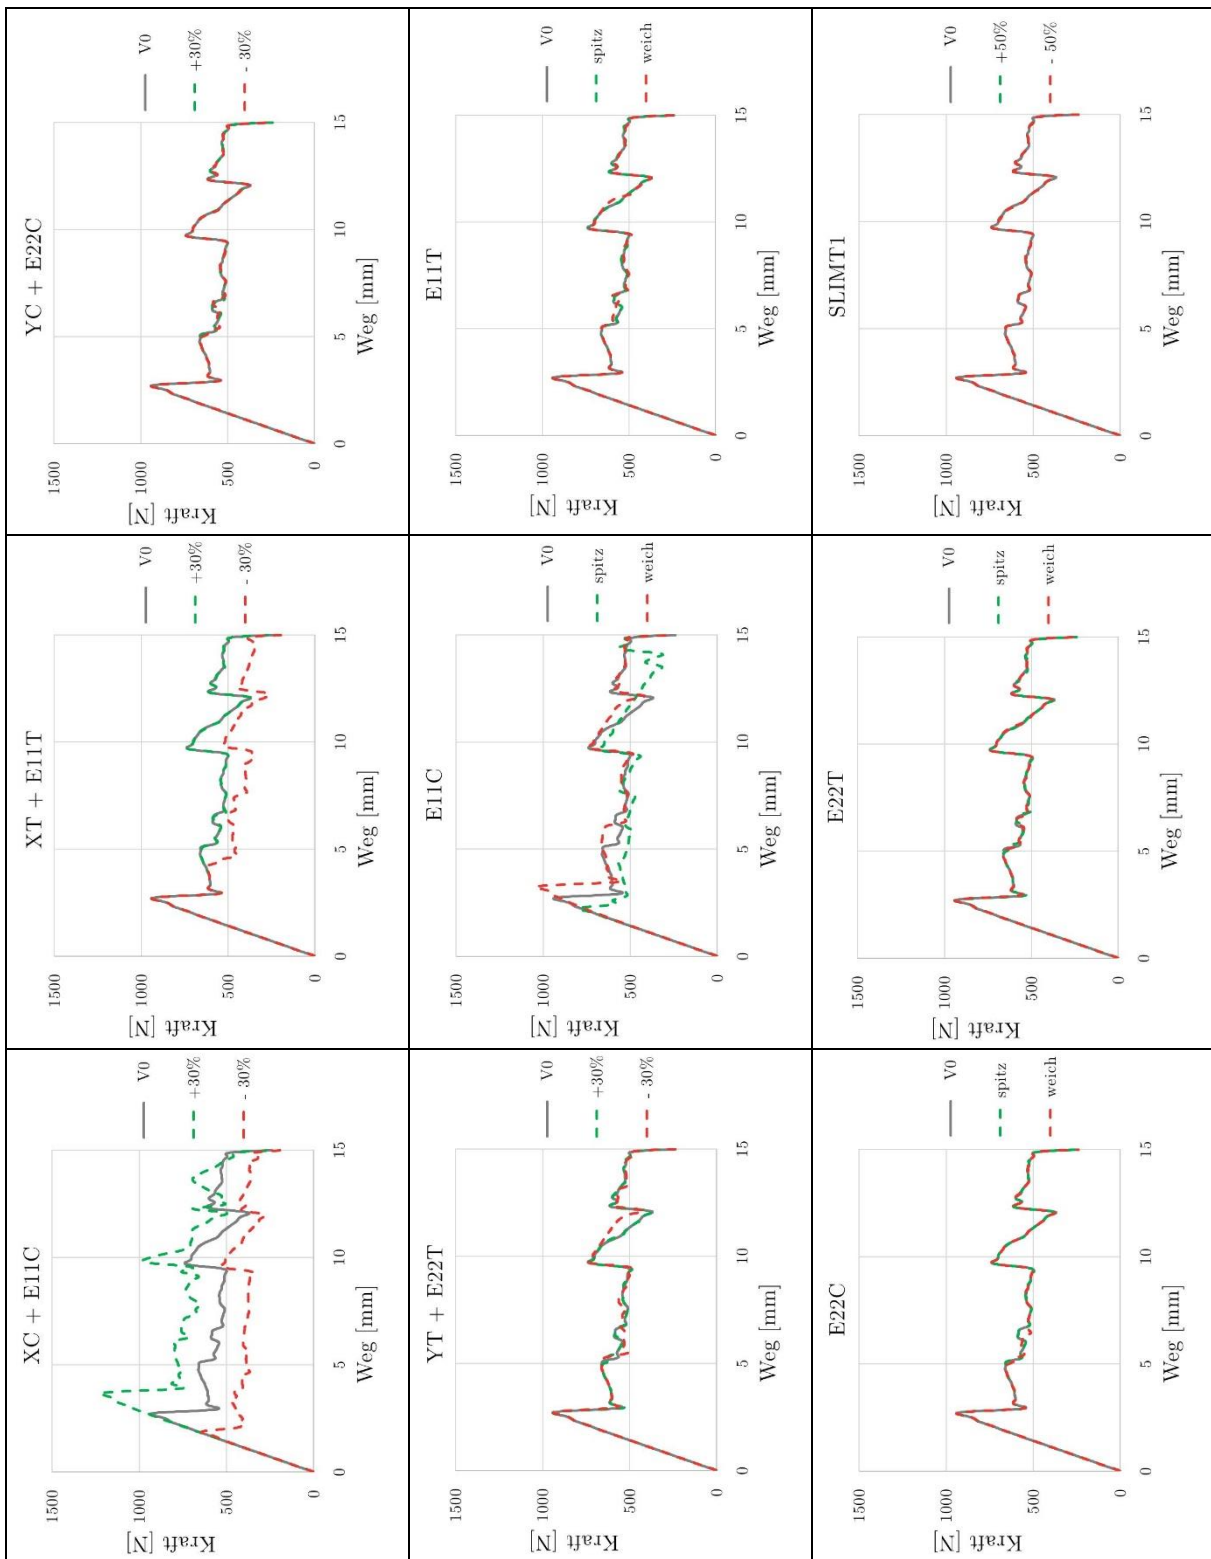 XC + E11C
Kraft [N]
1500
1000
500
0
0 5 10 15
Weg [mm]
V0
+30%
- 30%
XT + E11T
Kraft [N]
1500
1000
500
0
0 5 10 15
Weg [mm]
V0
+30%
- 30%
YC + E22C
Kraft [N]
1500
1000
500
0
0 5 10 15
Weg [mm]
V0
+30%
- 30%
YT + E22T
Kraft [N]
1500
1000
500
0
0 5 10 15
Weg [mm]
V0
+30%
- 30%
E11C
Kraft [N]
1500
1000
500
0
0 5 10 15
Weg [mm]
V0
spitz
weich
E11T
Kraft [N]
1500
1000
500
0
0 5 10 15
Weg [mm]
V0
spitz
weich
E22C
Kraft [N]
1500
1000
500
0
0 5 10 15
Weg [mm]
V0
spitz
weich
E22T
Kraft [N]
1500
1000
500
0
0 5 10 15
Weg [mm]
V0
spitz
weich
SLIMT1
Kraft [N]
1500
1000
500
0
0 5 10 15
Weg [mm]
V0
+50%
- 50%